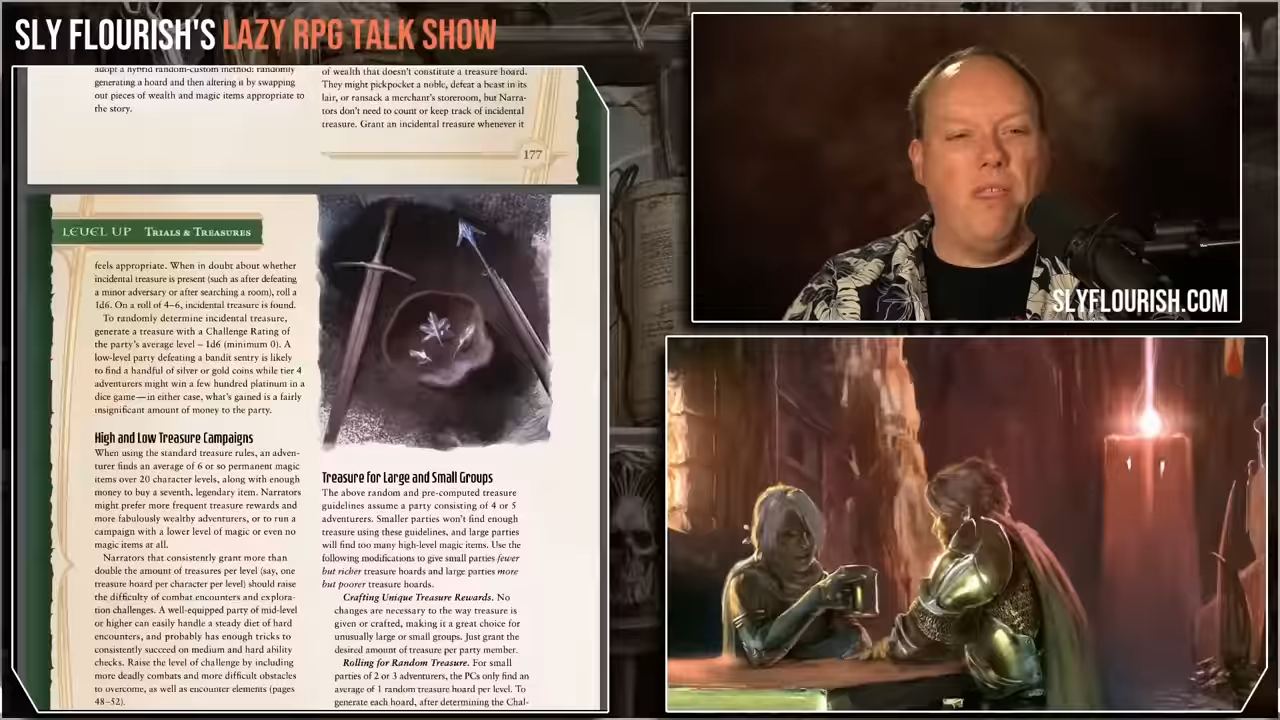 SLY FLOURISH'S LAZY RPG TALK SHOW
adopt a hybrid random-custom method: randomly
generating a hoard and then altering it by swapping
out pieces of wealth and magic items appropriate to
the story.
of wealth that doesn't constitute a treasure hoard.
They might pickpocket a noble, defeat a beast in its
lair, or ransack a merchant's storeroom, but Narra-
tors don't need to count or keep track of incidental
treasure. Grant an incidental treasure whenever it
177
LEVEL UP TRIALS & TREASURES
feels appropriate. When in doubt about whether
incidental treasure is present (such as after defeating
a minor adversary or after searching a room), roll a
1d6. On a roll of 4–6, incidental treasure is found.
To randomly determine incidental treasure,
generate a treasure with a Challenge Rating of
the party's average level – 1d6 (minimum 0). A
low-level party defeating a bandit sentry is likely
to find a handful of silver or gold coins while tier 4
adventurers might win a few hundred platinum in a
dice game—in either case, what's gained is a fairly
insignificant amount of money to the party.
High and Low Treasure Campaigns
When using the standard treasure rules, an adven-
turer finds an average of 6 or so permanent magic
items over 20 character levels, along with enough
money to buy a seventh, legendary item. Narrators
might prefer more frequent treasure rewards and
more fabulously wealthy adventurers, or to run a
campaign with a lower level of magic or even no
magic items at all.
Narrators that consistently grant more than
double the amount of treasures per level (say, one
treasure hoard per character per level) should raise
the difficulty of combat encounters and explora-
tion challenges. A well-equipped party of mid-level
or higher can easily handle a steady diet of hard
encounters, and probably has enough tricks to
consistently succeed on medium and hard ability
checks. Raise the level of challenge by including
more deadly combats and more difficult obstacles
to overcome, as well as encounter elements (pages
48–52).
Treasure for Large and Small Groups
The above random and pre-computed treasure
guidelines assume a party consisting of 4 or 5
adventurers. Smaller parties won't find enough
treasure using these guidelines, and large parties
will find too many high-level magic items. Use the
following modifications to give small parties fewer
but richer treasure hoards and large parties more
but poorer treasure hoards.
Crafting Unique Treasure Rewards. No
changes are necessary to the way treasure is
given or crafted, making it a great choice for
unusually large or small groups. Just grant the
desired amount of treasure per party member.
Rolling for Random Treasure. For small
parties of 2 or 3 adventurers, the PCs only find an
average of 1 random treasure hoard per level. To
generate each hoard, after determining the Chal-
SLYFLOURISH.COM